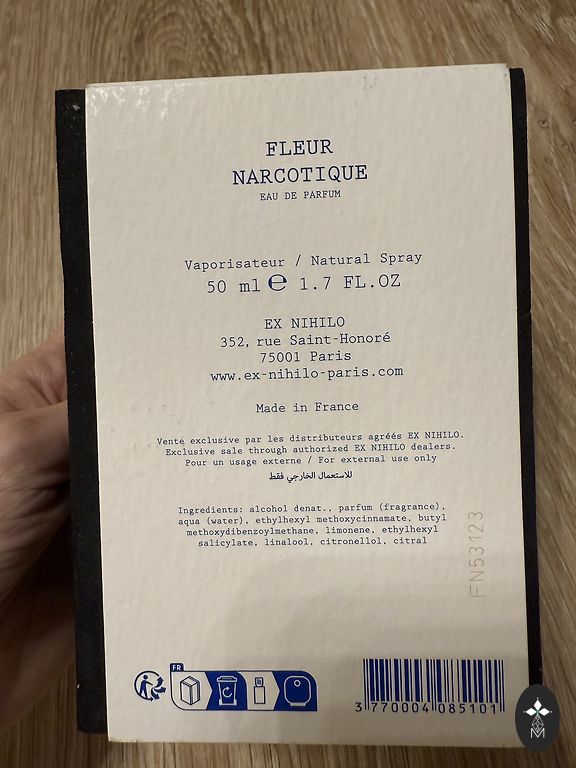 FLEUR
NARCOTIQUE
EAU DE PARFUM
Vaporisateur / Natural Spray
50 ml ℮ 1.7 FL.OZ
EX NIHILO
352, rue Saint-Honoré
75001 Paris
www.ex-nihilo-paris.com
Made in France
Vente exclusive par les distributeurs agréés EX NIHILO.
Exclusive sale through authorized EX NIHILO dealers.
Pour un usage externe / For external use only
للاستعمال الخارجي فقط
Ingredients: alcohol denat., parfum (fragrance),
aqua (water), ethylhexyl methoxycinnamate, butyl
methoxydibenzoylmethane, limonene, ethylhexyl
salicylate, linalool, citronellol, citral
FN53123
FR
3 770004 085101
M